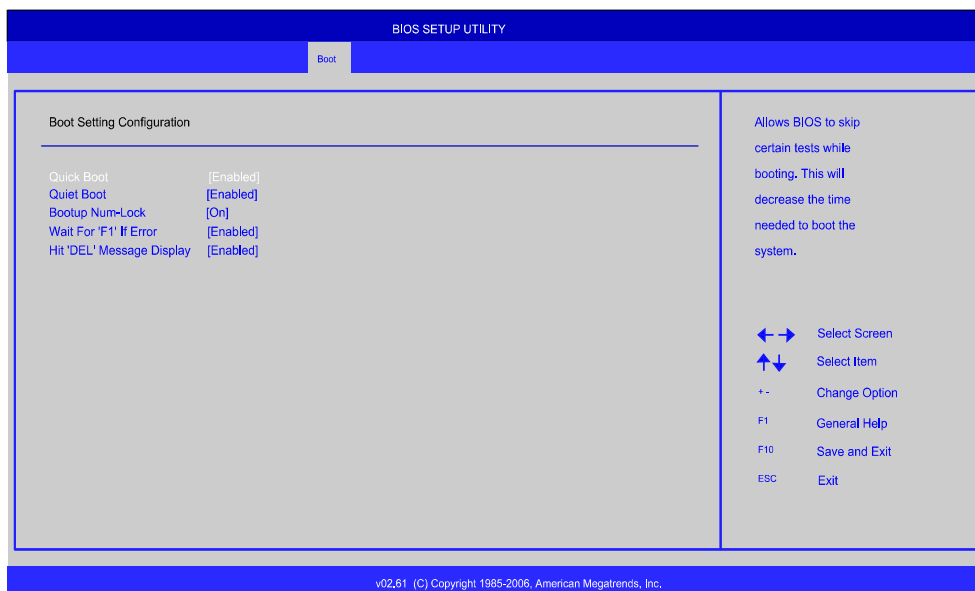 BIOS SETUP UTILITY
Boot
Boot Setting Configuration
Quick Boot [Enabled]
Quiet Boot [Enabled]
Bootup Num-Lock [On]
Wait For 'F1' If Error [Enabled]
Hit 'DEL' Message Display [Enabled]
Allows BIOS to skip
certain tests while
booting. This will
decrease the time
needed to boot the
system.
Select Screen
Select Item
+ - Change Option
F1 General Help
F10 Save and Exit
ESC Exit
v02.61 (C) Copyright 1985-2006, American Megatrends, Inc.